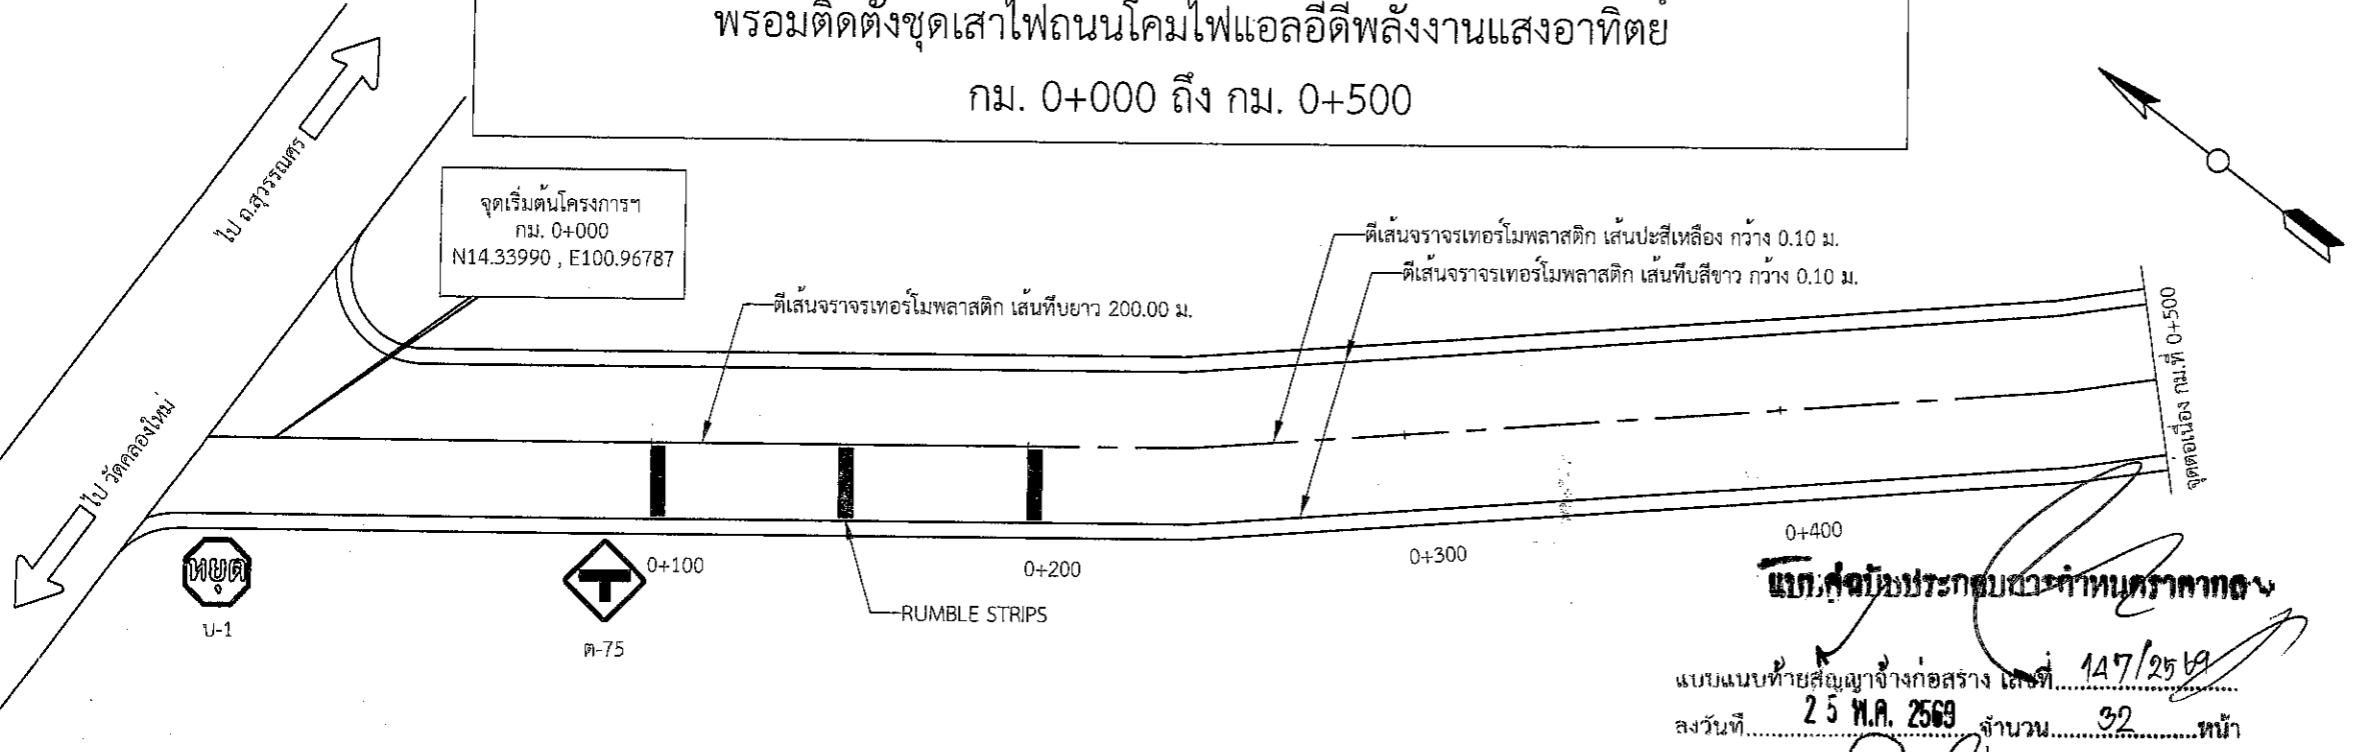 พร้อมติดตั้งชุดเสาไฟถนนโคมไฟแอลอีดีพลังงานแสงอาทิตย์
กม. 0+000 ถึง กม. 0+500
ไป ถ.สุวรรณศร
จุดเริ่มต้นโครงการฯ
กม. 0+000
N14.33990 , E100.96787
ตีเส้นจราจรเทอร์โมพลาสติก เส้นปะสีเหลือง กว้าง 0.10 ม.
ตีเส้นจราจรเทอร์โมพลาสติก เส้นทึบสีขาว กว้าง 0.10 ม.
ตีเส้นจราจรเทอร์โมพลาสติก เส้นทึบยาว 200.00 ม.
จุดต่อเนื่อง กม.ที่ 0+500
ไป วัดคลองใหม่
หยุด
บ-1
ต-75
0+100
0+200
0+300
0+400
RUMBLE STRIPS
แบบแนบท้ายสัญญาจ้างก่อสร้าง เลขที่ 147/2569
ลงวันที่ 25 พ.ค. 2569 จำนวน 32 หน้า